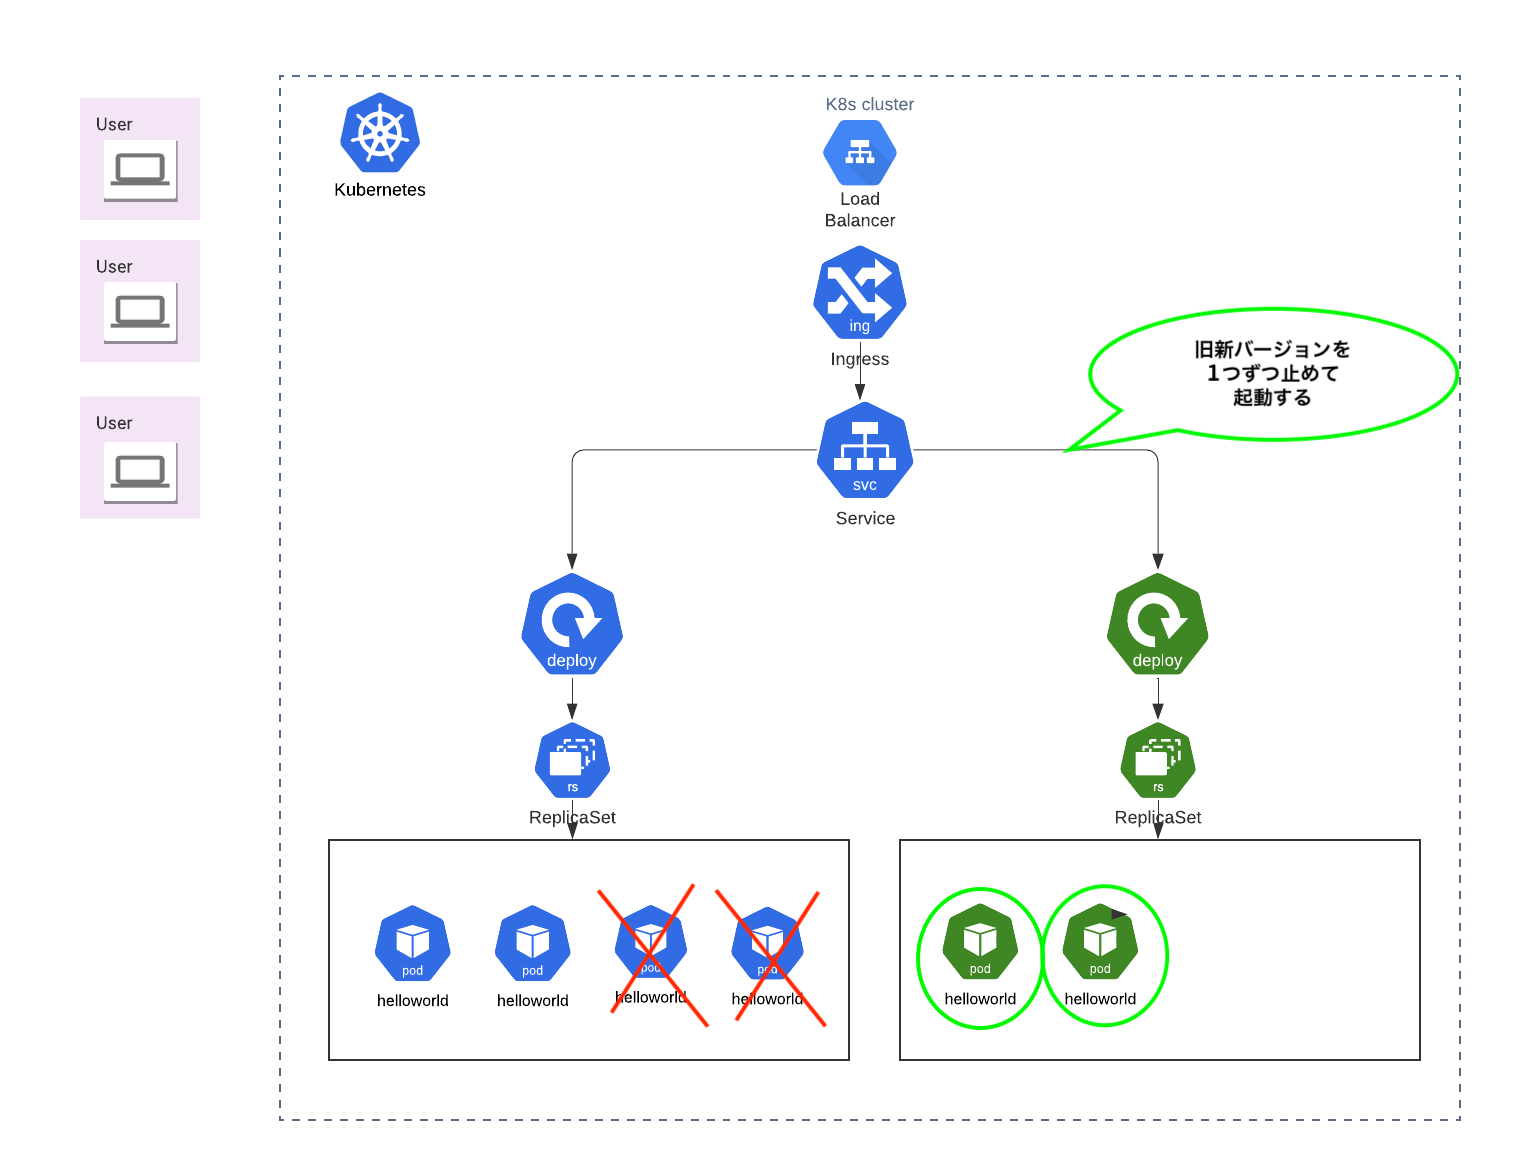 User
User
User
Kubernetes
K8s cluster
Load
Balancer
ing
Ingress
旧新バージョンを
1つずつ止めて
起動する
svc
Service
deploy
deploy
rs
ReplicaSet
rs
ReplicaSet
pod
helloworld
pod
helloworld
pod
helloworld
pod
helloworld
pod
helloworld
pod
helloworld